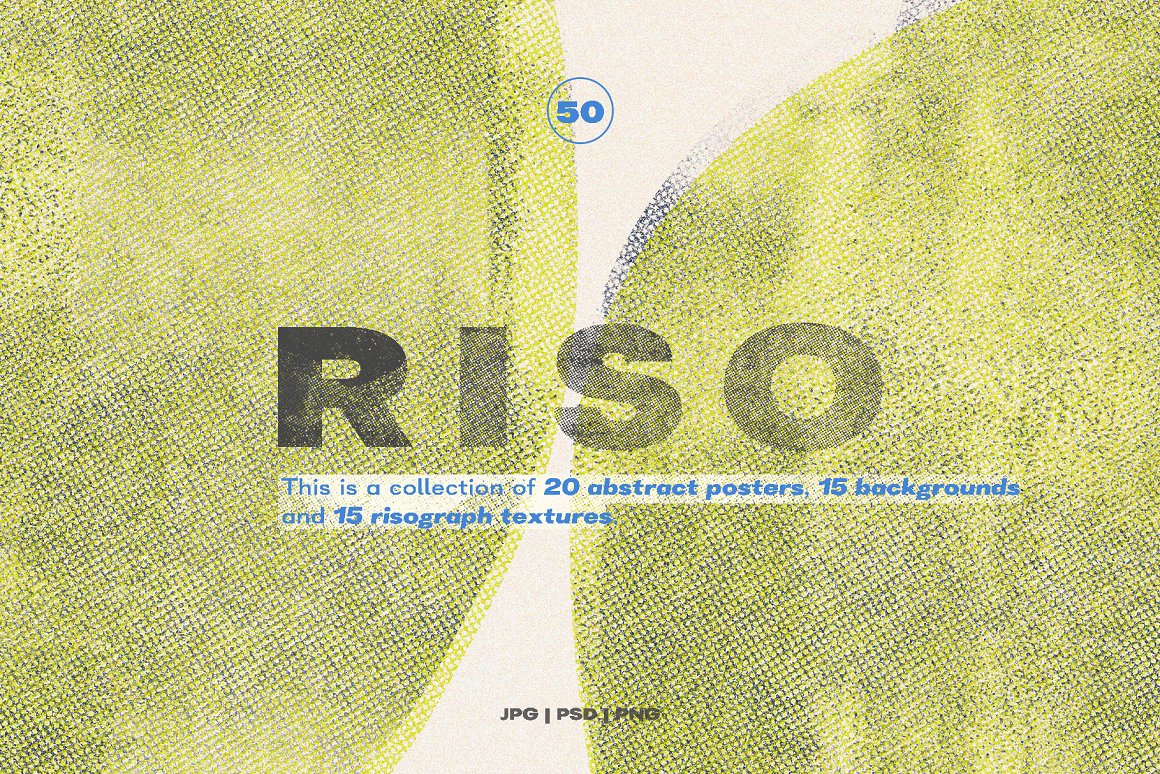 50
RISO
This is a collection of 20 abstract posters, 15 backgrounds
and 15 risograph textures.
JPG | PSD | PNG